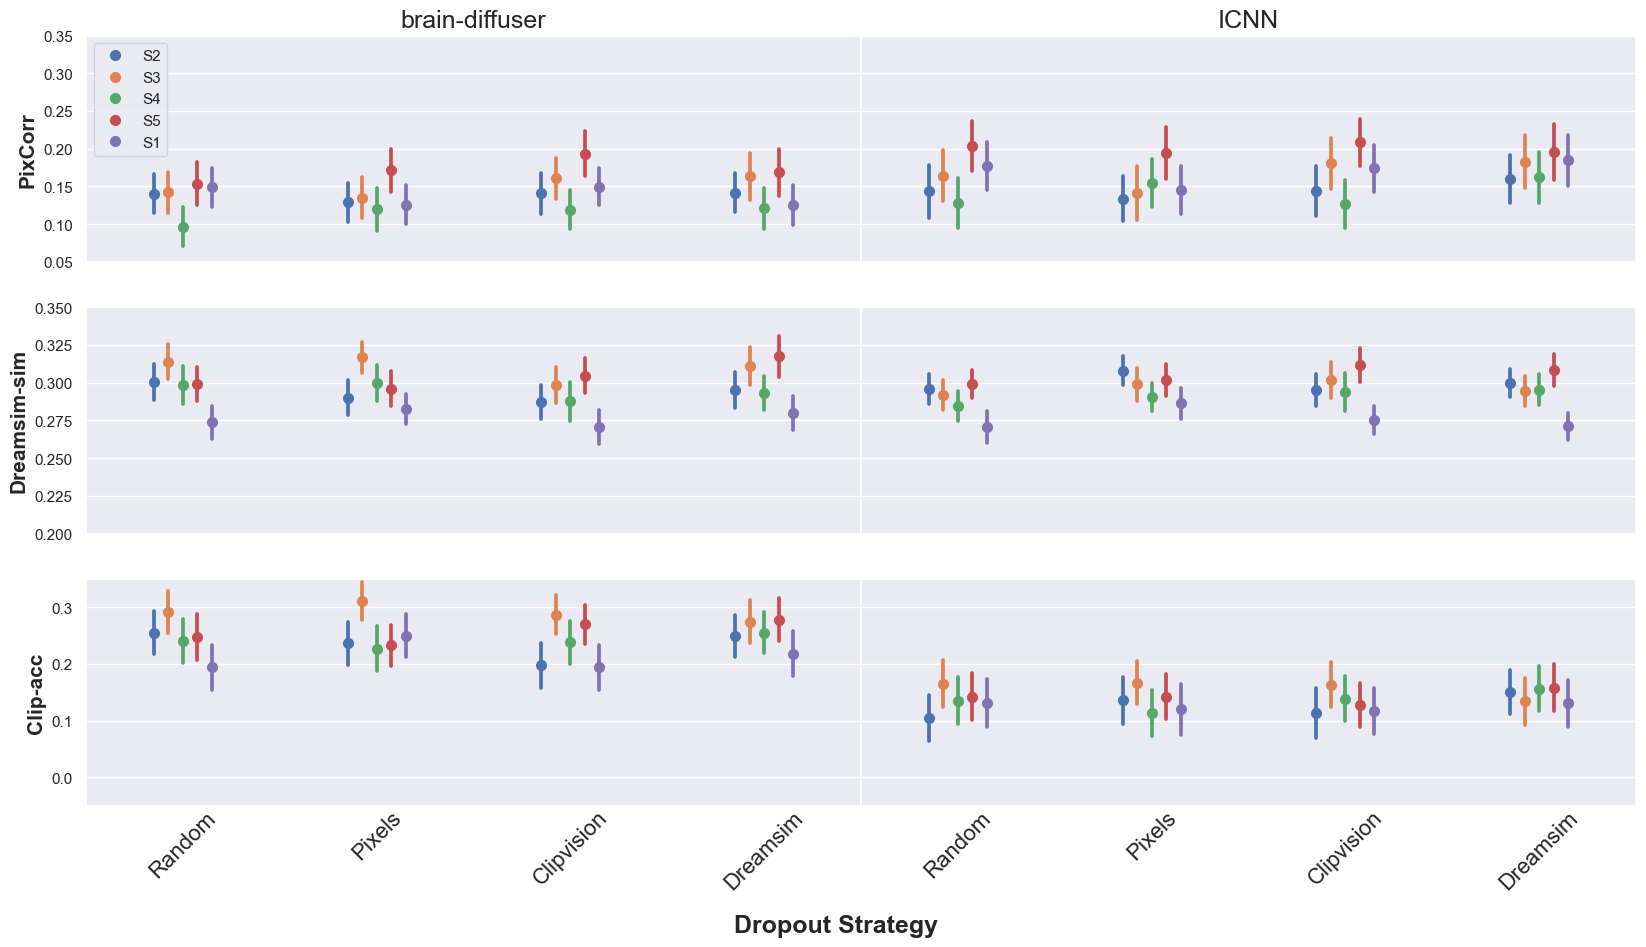 brain-diffuser
ICNN
PixCorr
0.35
0.30
0.25
0.20
0.15
0.10
0.05
S2
S3
S4
S5
S1
Dreamsim-sim
0.350
0.325
0.300
0.275
0.250
0.225
0.200
Clip-acc
0.3
0.2
0.1
0.0
Random
Pixels
Clipvision
Dreamsim
Random
Pixels
Clipvision
Dreamsim
Dropout Strategy